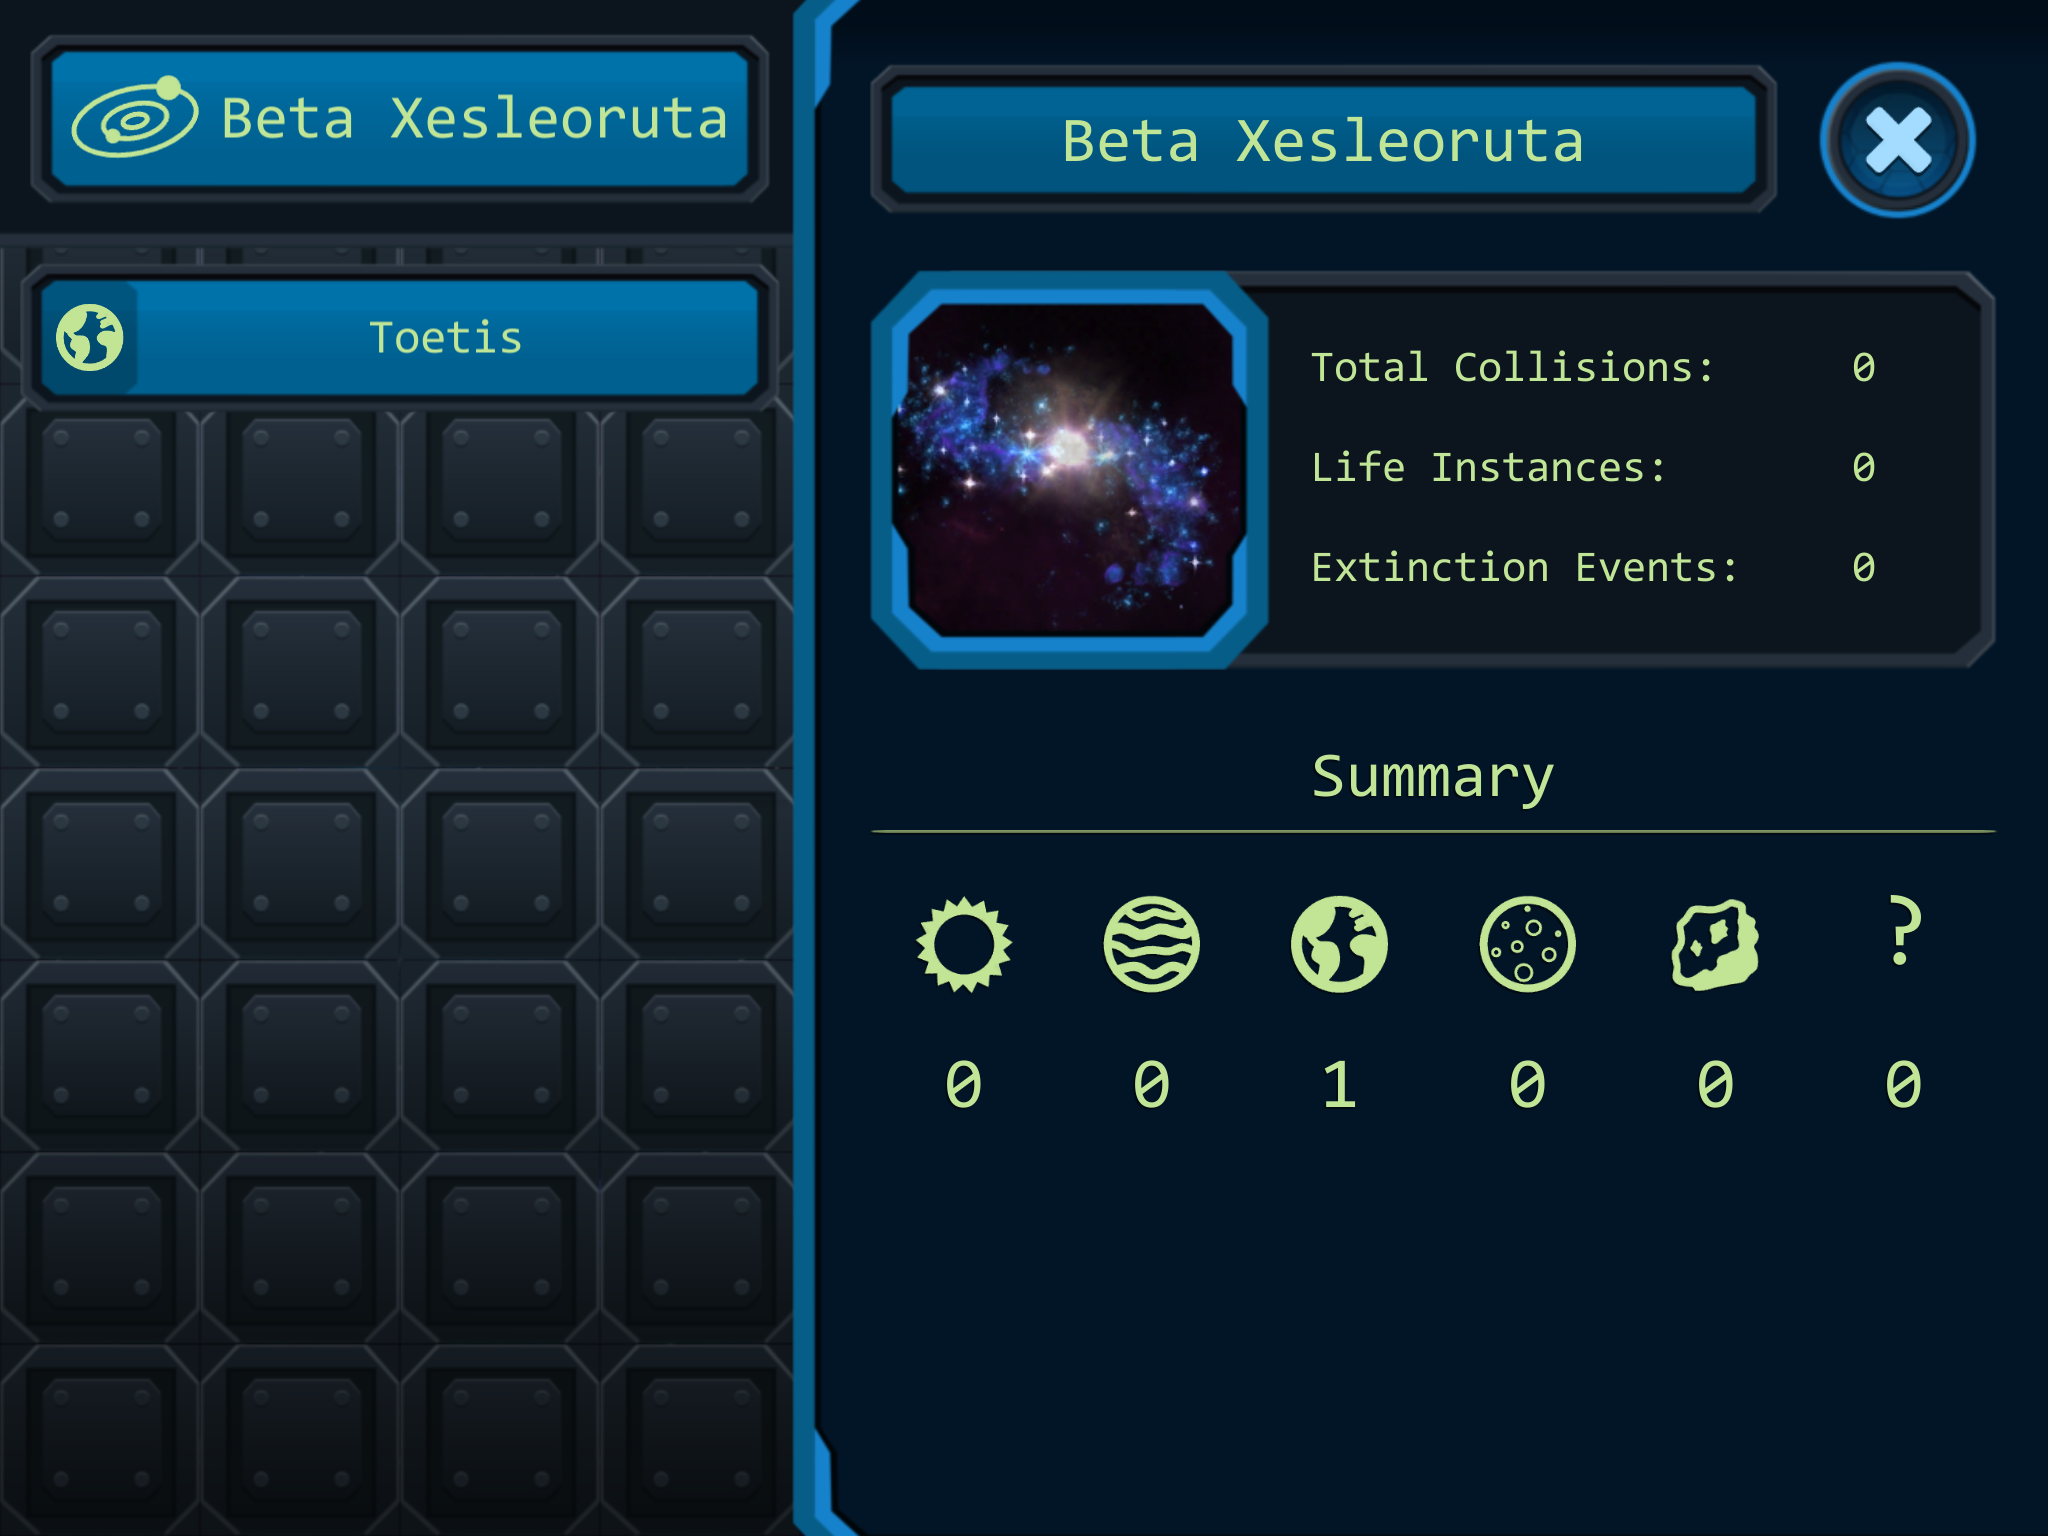 Beta Xesleoruta
Toetis
Beta Xesleoruta
Total Collisions: 0
Life Instances: 0
Extinction Events: 0
Summary
?
0 0 1 0 0 0